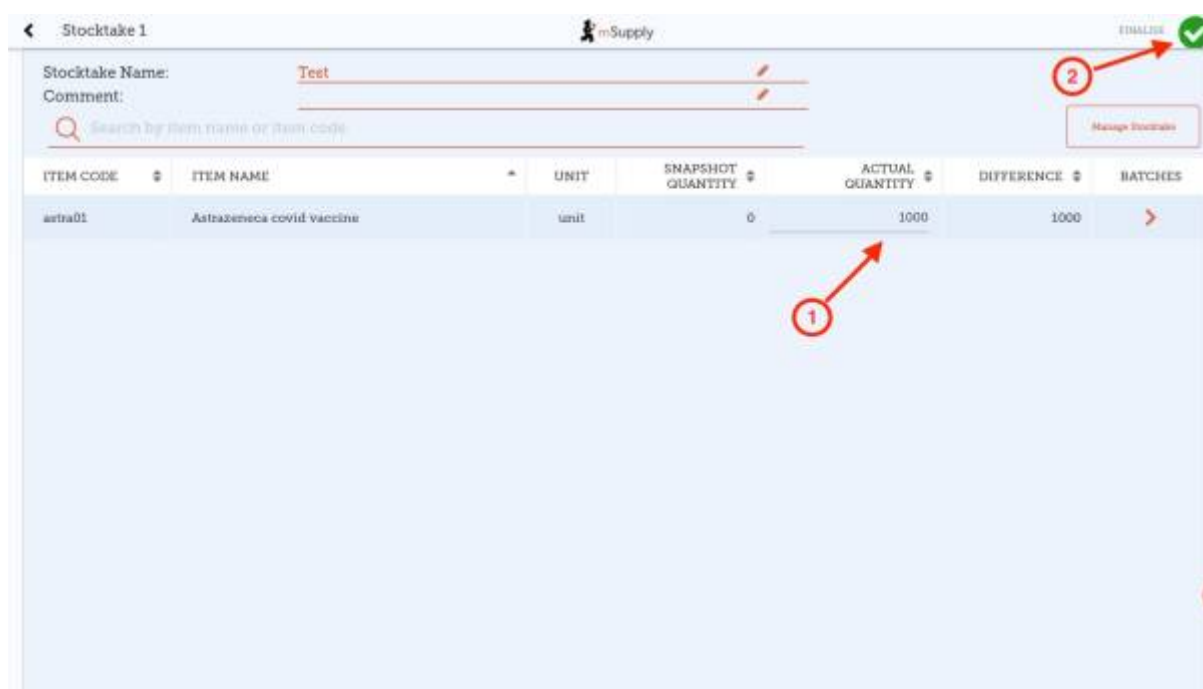 Stocktake 1
mSupply
FINALISE
2
Stocktake Name: Test
Comment:
Search by item name or item code
Manage Stocktake
ITEM CODE ITEM NAME UNIT SNAPSHOT QUANTITY ACTUAL QUANTITY DIFFERENCE BATCHES
astra01 Astrazeneca covid vaccine unit 0 1000 1000
1